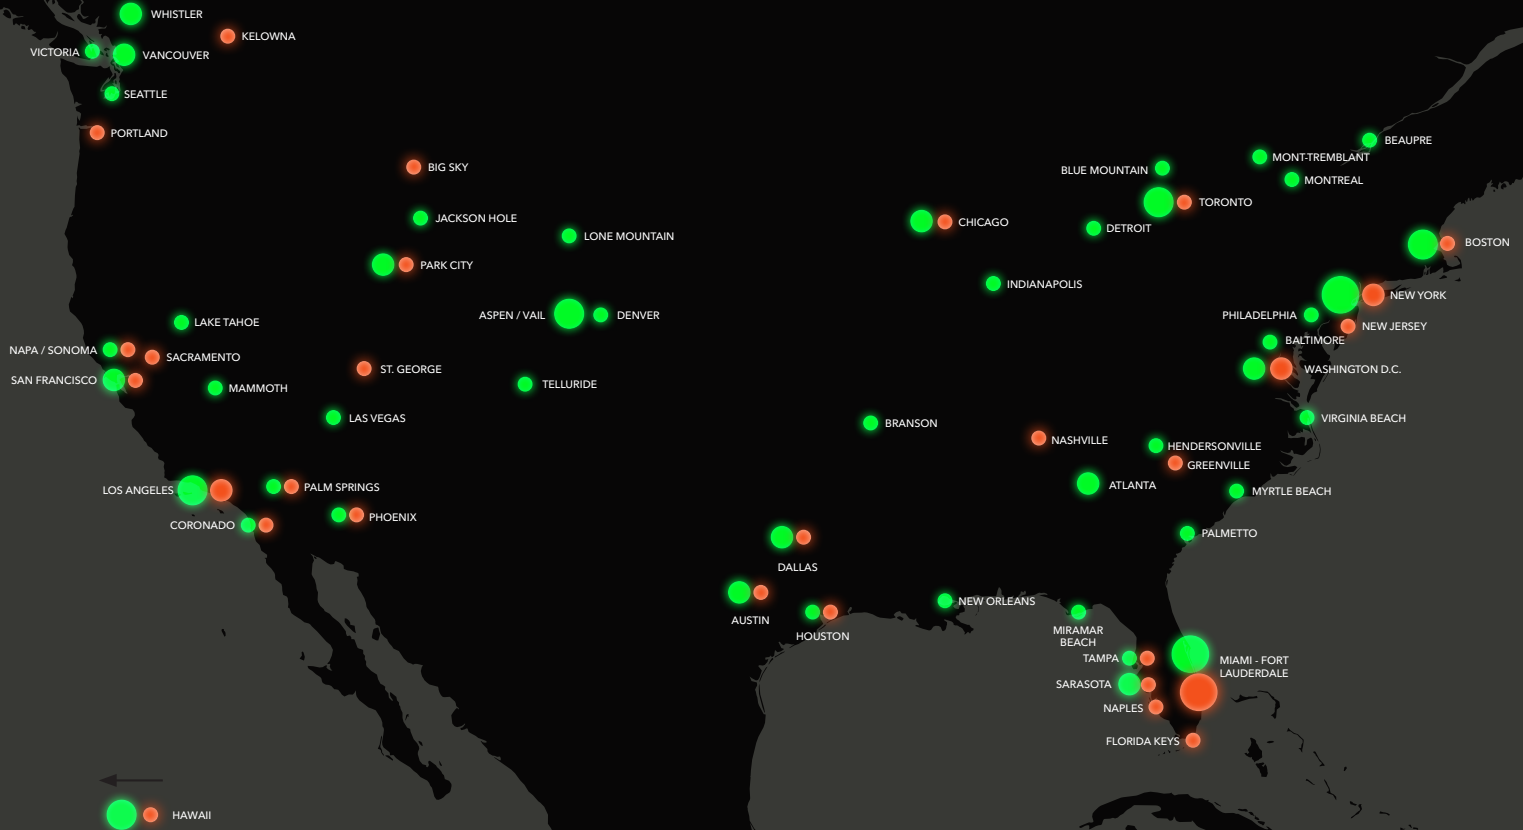 WHISTLER
KELOWNA
VICTORIA
VANCOUVER
SEATTLE
PORTLAND
BEAUPRE
MONT-TREMBLANT
BIG SKY
BLUE MOUNTAIN
MONTREAL
TORONTO
JACKSON HOLE
CHICAGO
DETROIT
LONE MOUNTAIN
BOSTON
PARK CITY
INDIANAPOLIS
NEW YORK
ASPEN / VAIL
DENVER
PHILADELPHIA
LAKE TAHOE
NEW JERSEY
BALTIMORE
NAPA / SONOMA
SACRAMENTO
ST. GEORGE
WASHINGTON D.C.
SAN FRANCISCO
MAMMOTH
TELLURIDE
LAS VEGAS
VIRGINIA BEACH
BRANSON
NASHVILLE
HENDERSONVILLE
GREENVILLE
ATLANTA
LOS ANGELES
PALM SPRINGS
MYRTLE BEACH
PHOENIX
CORONADO
PALMETTO
DALLAS
NEW ORLEANS
AUSTIN
HOUSTON
MIRAMAR
BEACH
TAMPA
MIAMI - FORT
LAUDERDALE
SARASOTA
NAPLES
FLORIDA KEYS
HAWAII